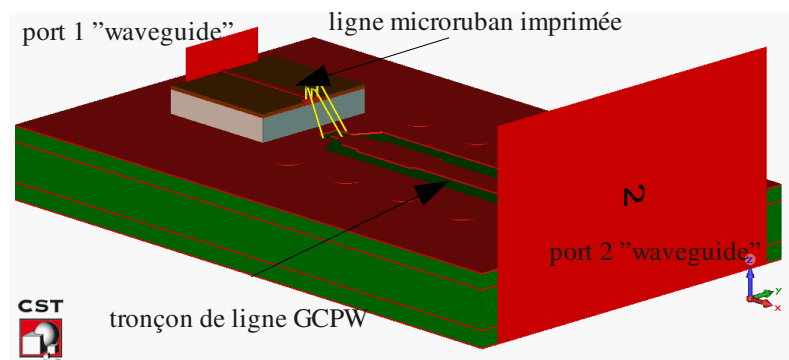 ligne microruban imprimée
port 1 ”waveguide”
2
port 2 ”waveguide”
z
y
x
CST
tronçon de ligne GCPW